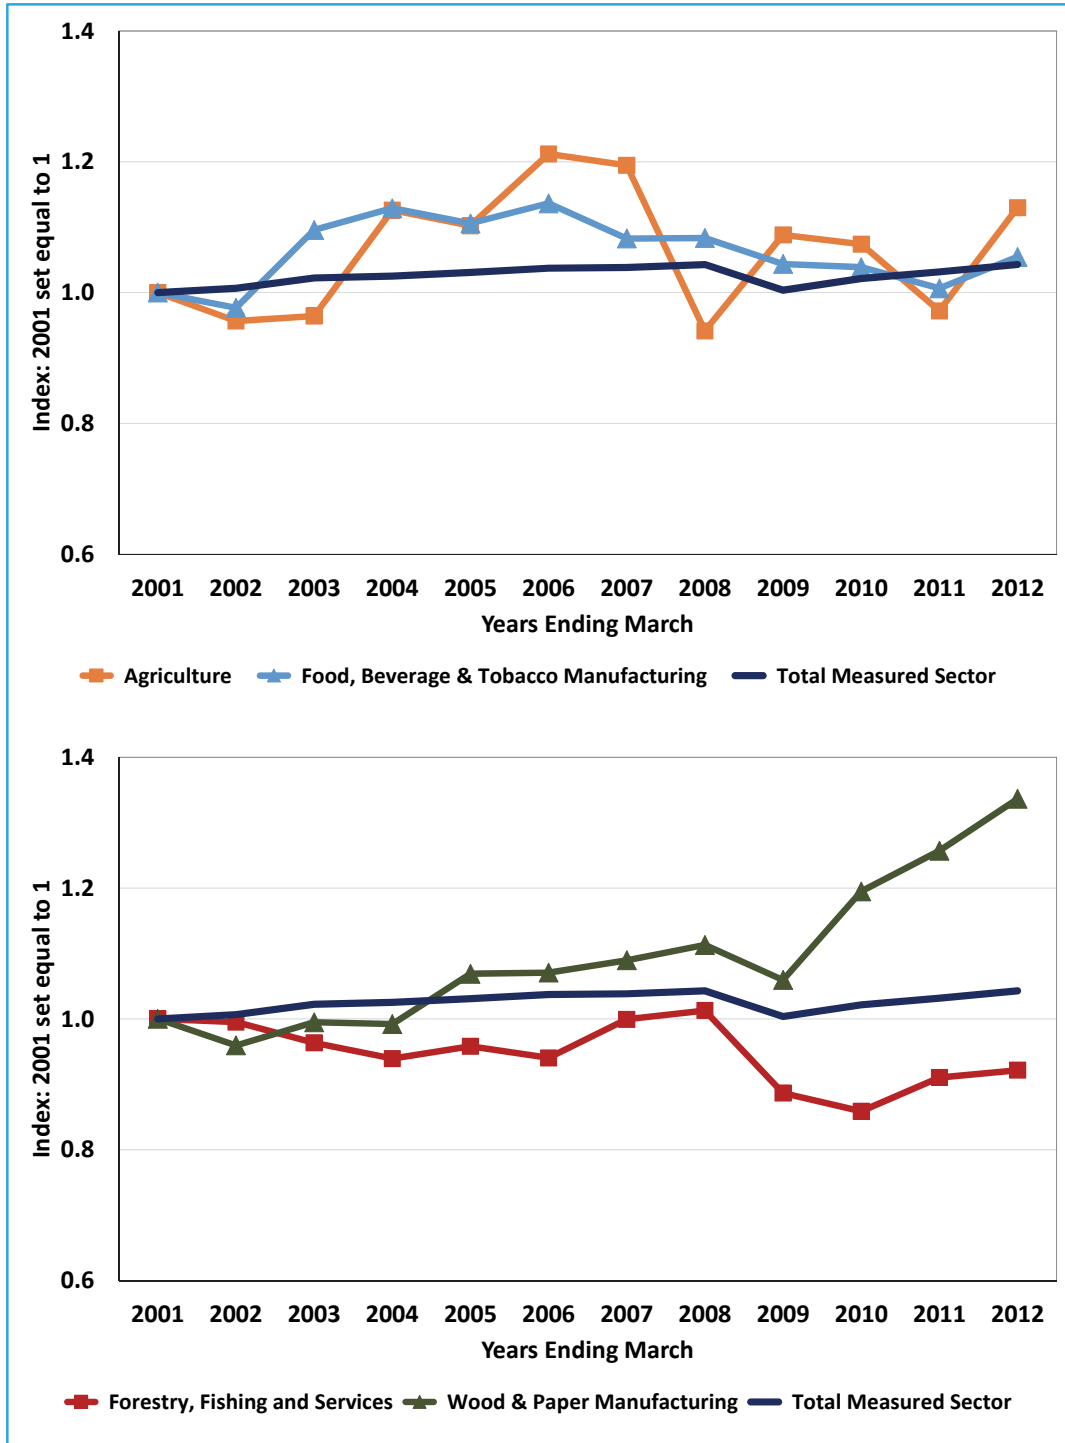 Index: 2001 set equal to 1
1.4
1.2
1.0
0.8
0.6
2001 2002 2003 2004 2005 2006 2007 2008 2009 2010 2011 2012
Years Ending March
Agriculture Food, Beverage & Tobacco Manufacturing Total Measured Sector
Index: 2001 set equal to 1
1.4
1.2
1.0
0.8
0.6
2001 2002 2003 2004 2005 2006 2007 2008 2009 2010 2011 2012
Years Ending March
Forestry, Fishing and Services Wood & Paper Manufacturing Total Measured Sector